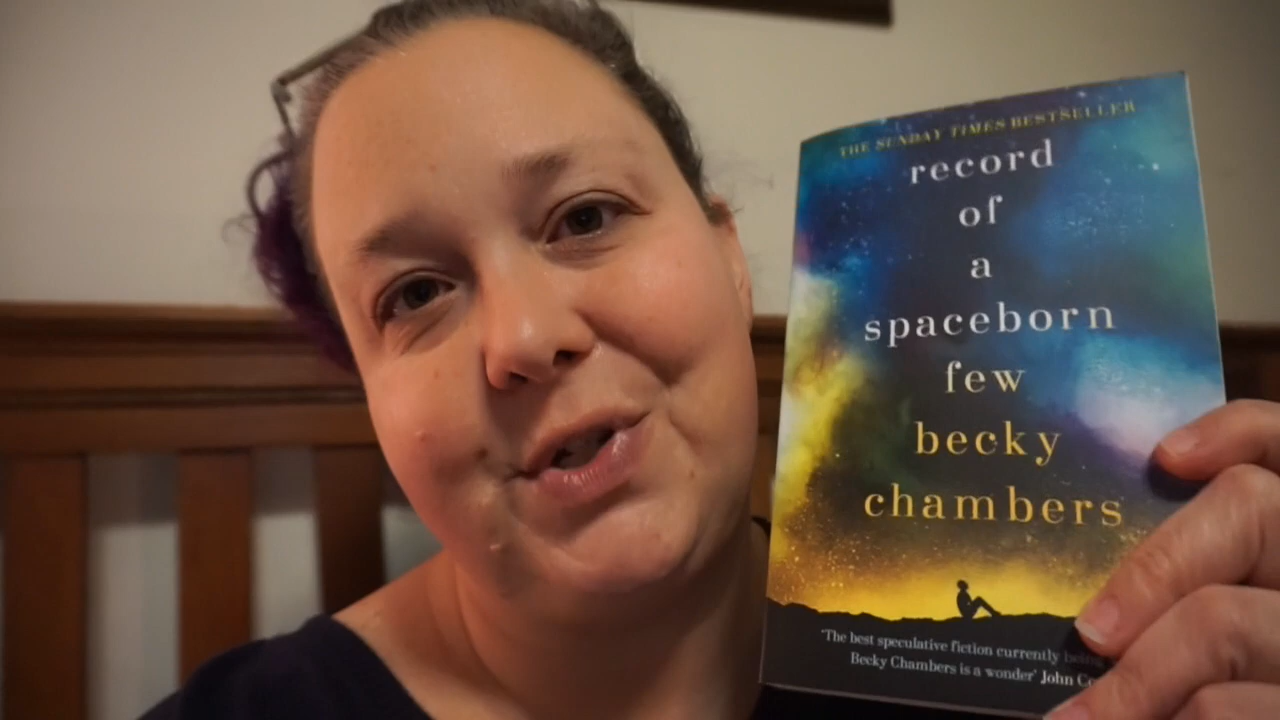 THE SUNDAY TIMES BESTSELLER
record
of
a
spaceborn
few
becky
chambers
'The best speculative fiction currently being
Becky Chambers is a wonder' John